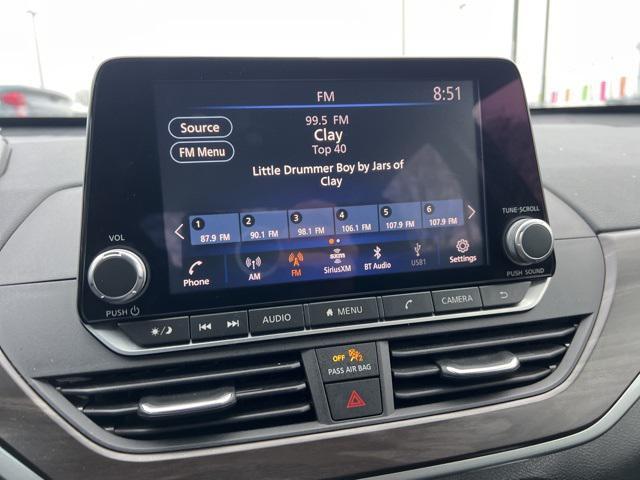 FM
8:51
Source
99.5 FM
Clay
FM Menu
Top 40
Little Drummer Boy by Jars of
Clay
1 2 3 4 5 6
87.9 FM 90.1 FM 98.1 FM 106.1 FM 107.9 FM 107.9 FM
Phone AM FM sxm SiriusXM BT Audio USB1 Settings
VOL
PUSH
TUNE·SCROLL
PUSH SOUND
AUDIO MENU CAMERA
OFF 2
PASS AIR BAG